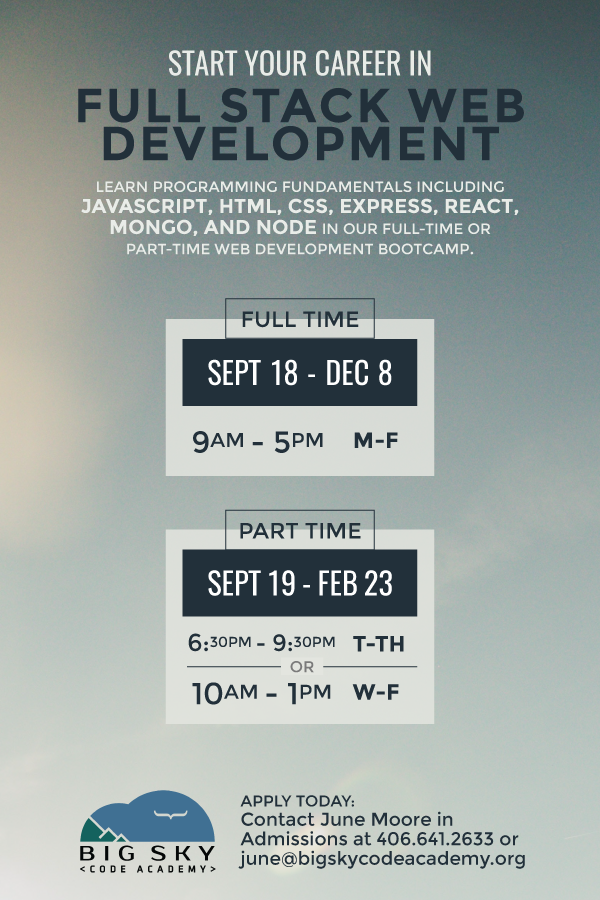 START YOUR CAREER IN
FULL STACK WEB
DEVELOPMENT
LEARN PROGRAMMING FUNDAMENTALS INCLUDING
JAVASCRIPT, HTML, CSS, EXPRESS, REACT,
MONGO, AND NODE IN OUR FULL-TIME OR
PART-TIME WEB DEVELOPMENT BOOTCAMP.
FULL TIME
SEPT 18 - DEC 8
9AM - 5PM M-F
PART TIME
SEPT 19 - FEB 23
6:30PM - 9:30PM T-TH
OR
10AM - 1PM W-F
BIG SKY
<CODE ACADEMY>
APPLY TODAY:
Contact June Moore in
Admissions at 406.641.2633 or
june@bigskycodeacademy.org